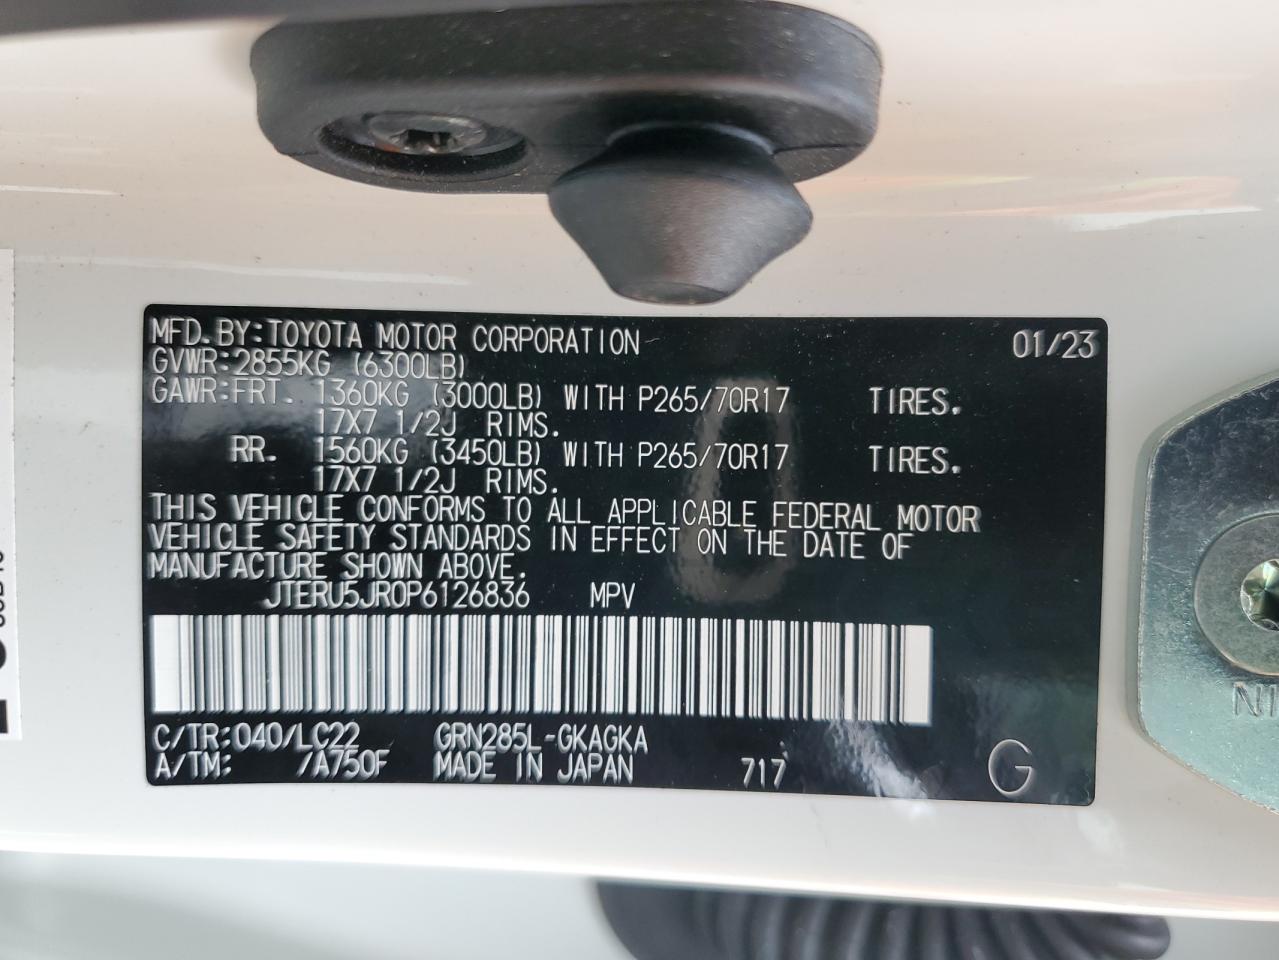 MFD. BY: TOYOTA MOTOR CORPORATION 01/23
GVWR: 2855KG (6300LB)
GAWR: FRT. 1360KG (3000LB) WITH P265/70R17 TIRES.
17X7 1/2J RIMS.
RR. 1560KG (3450LB) WITH P265/70R17 TIRES.
17X7 1/2J RIMS.
THIS VEHICLE CONFORMS TO ALL APPLICABLE FEDERAL MOTOR
VEHICLE SAFETY STANDARDS IN EFFECT ON THE DATE OF
MANUFACTURE SHOWN ABOVE.
JTERU5JR0P6126836 MPV
C/TR: 040/LC22 GRN285L-GKAGKA
A/TM: /A750F MADE IN JAPAN 717 G